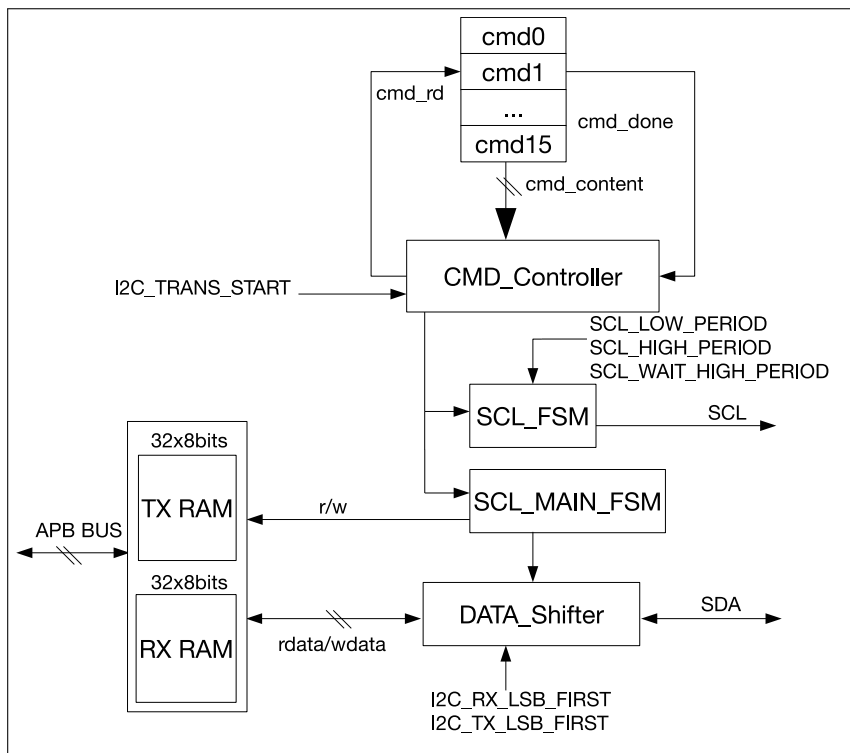 cmd0
cmd1
...
cmd15
cmd_rd
cmd_done
cmd_content
CMD_Controller
I2C_TRANS_START
SCL_LOW_PERIOD
SCL_HIGH_PERIOD
SCL_WAIT_HIGH_PERIOD
SCL_FSM
SCL
32x8bits
TX RAM
r/w
SCL_MAIN_FSM
APB BUS
32x8bits
RX RAM
rdata/wdata
DATA_Shifter
SDA
I2C_RX_LSB_FIRST
I2C_TX_LSB_FIRST